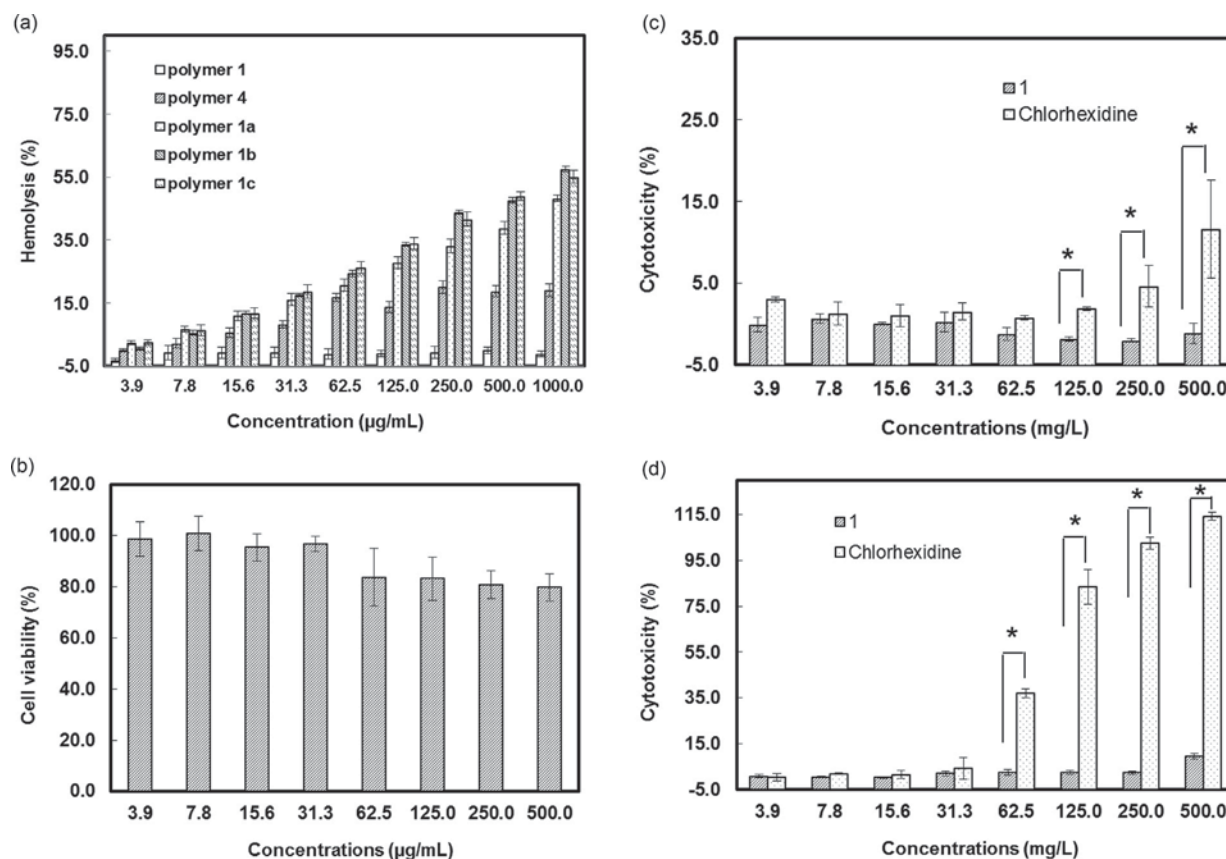 (a)
95.0
75.0
55.0
35.0
15.0
-5.0
Hemolysis (%)
polymer 1
polymer 4
polymer 1a
polymer 1b
polymer 1c
3.9 7.8 15.6 31.3 62.5 125.0 250.0 500.0 1000.0
Concentration (µg/mL)
(b)
120.0
100.0
80.0
60.0
40.0
20.0
0.0
Cell viability (%)
3.9 7.8 15.6 31.3 62.5 125.0 250.0 500.0
Concentrations (µg/mL)
(c)
35.0
25.0
15.0
5.0
-5.0
Cytotoxicity (%)
1
Chlorhexidine
* * *
3.9 7.8 15.6 31.3 62.5 125.0 250.0 500.0
Concentrations (mg/L)
(d)
115.0
95.0
75.0
55.0
35.0
15.0
-5.0
Cytotoxicity (%)
1
Chlorhexidine
* * * *
3.9 7.8 15.6 31.3 62.5 125.0 250.0 500.0
Concentrations (mg/L)